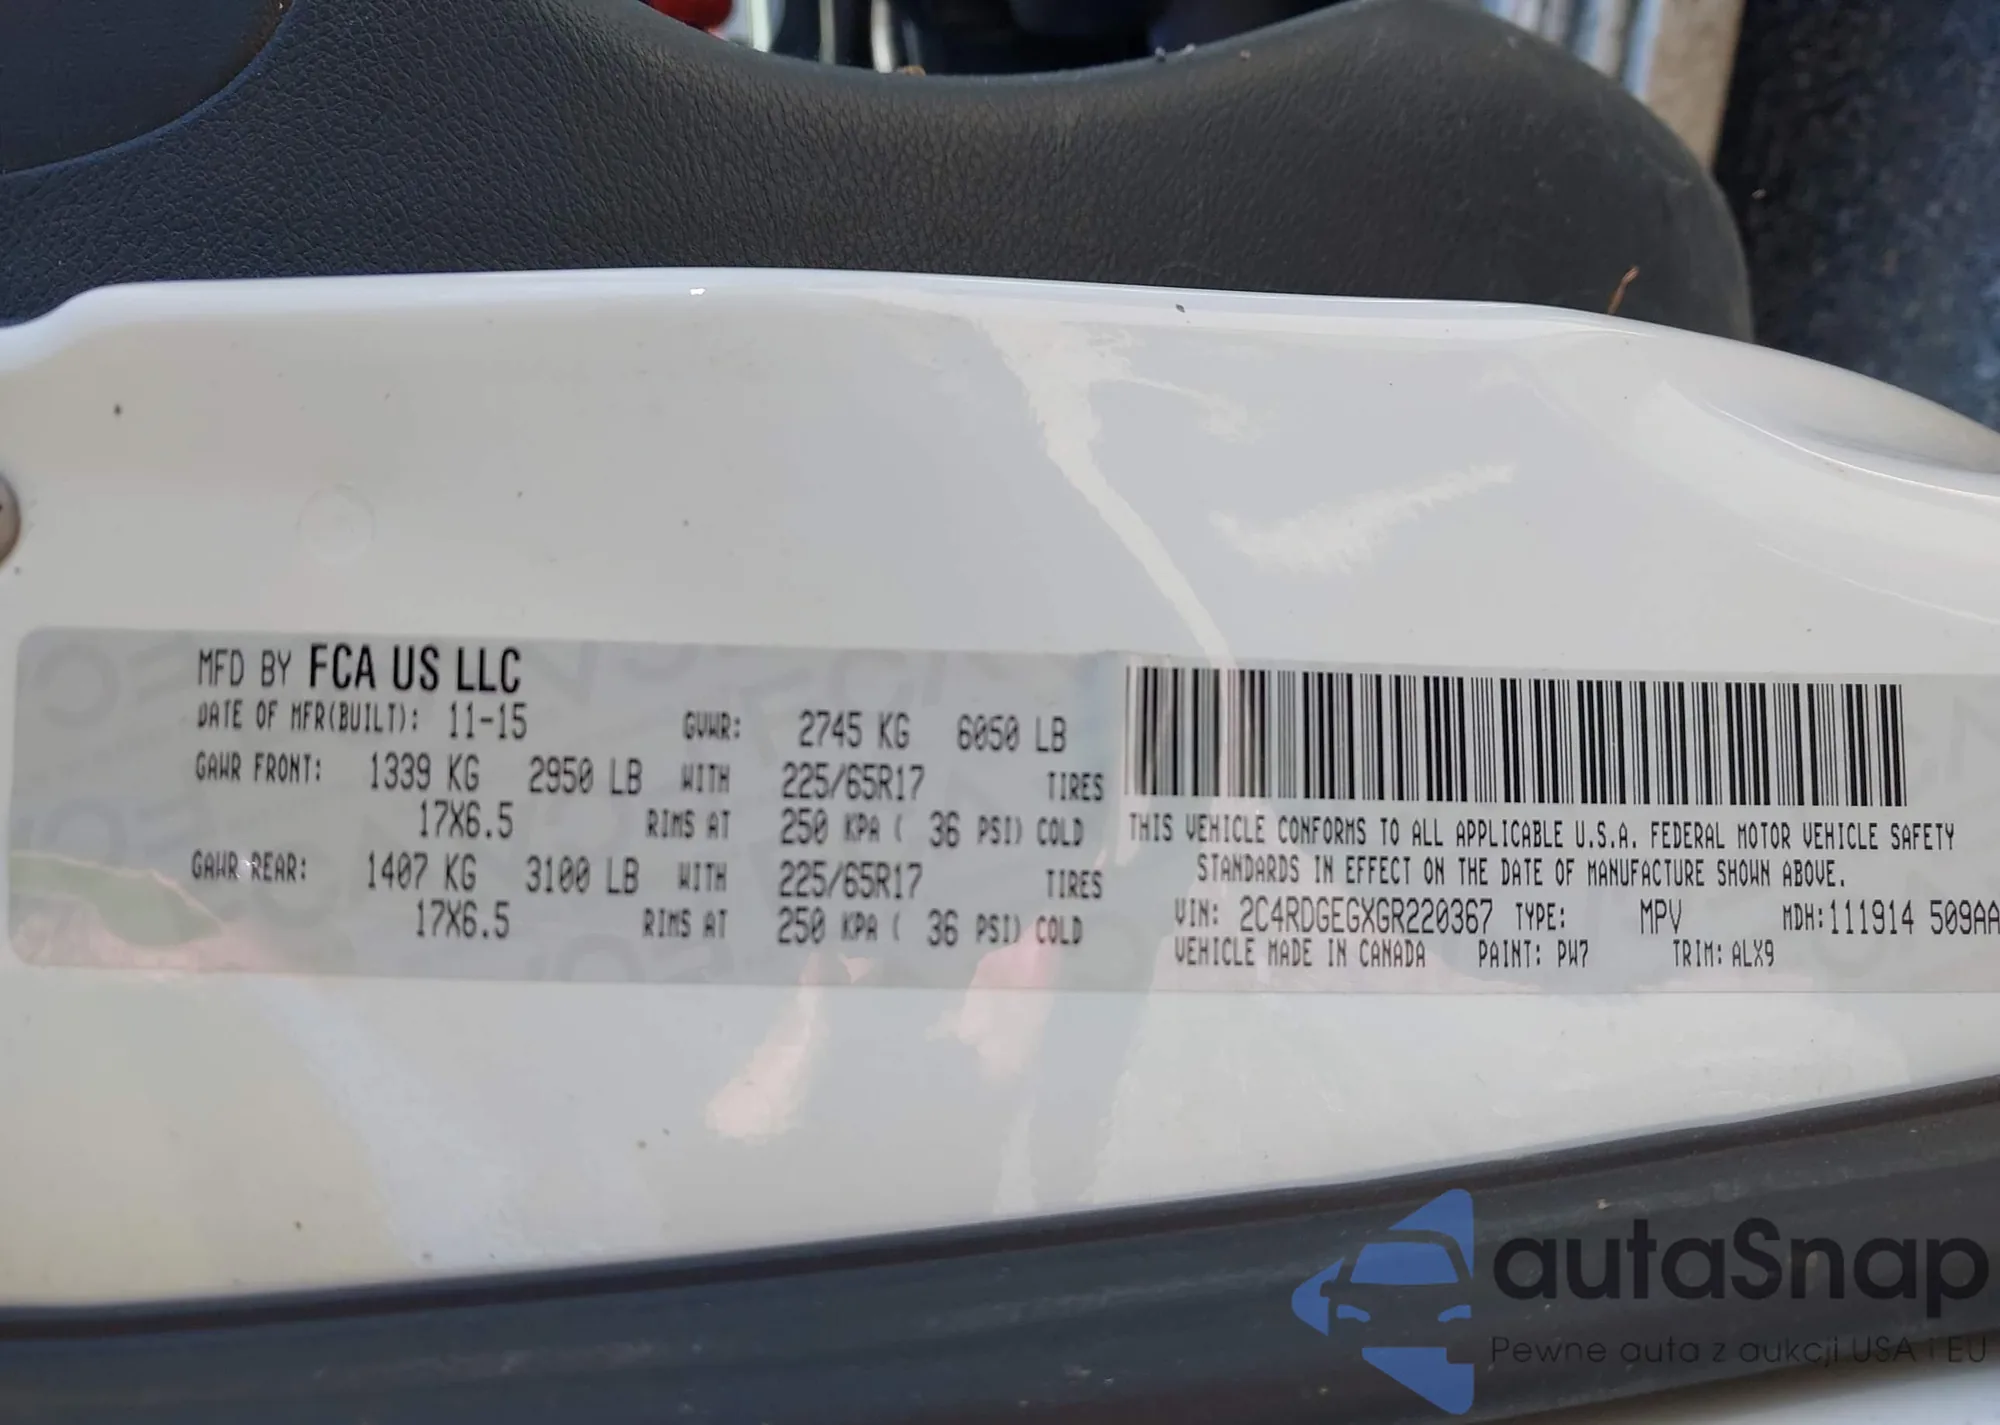 MFD BY FCA US LLC
DATE OF MFR(BUILT): 11-15 GVWR: 2745 KG 6050 LB
GAWR FRONT: 1339 KG 2950 LB WITH 225/65R17 TIRES
17X6.5 RIMS AT 250 KPA ( 36 PSI) COLD
GAWR REAR: 1407 KG 3100 LB WITH 225/65R17 TIRES
17X6.5 RIMS AT 250 KPA ( 36 PSI) COLD
THIS VEHICLE CONFORMS TO ALL APPLICABLE U.S.A. FEDERAL MOTOR VEHICLE SAFETY
STANDARDS IN EFFECT ON THE DATE OF MANUFACTURE SHOWN ABOVE.
VIN: 2C4RDGEGXGR220367 TYPE: MPV MDH:111914 509AA
VEHICLE MADE IN CANADA PAINT: PW7 TRIM: ALX9
autaSnap
Pewne auta z aukcji USA i EU